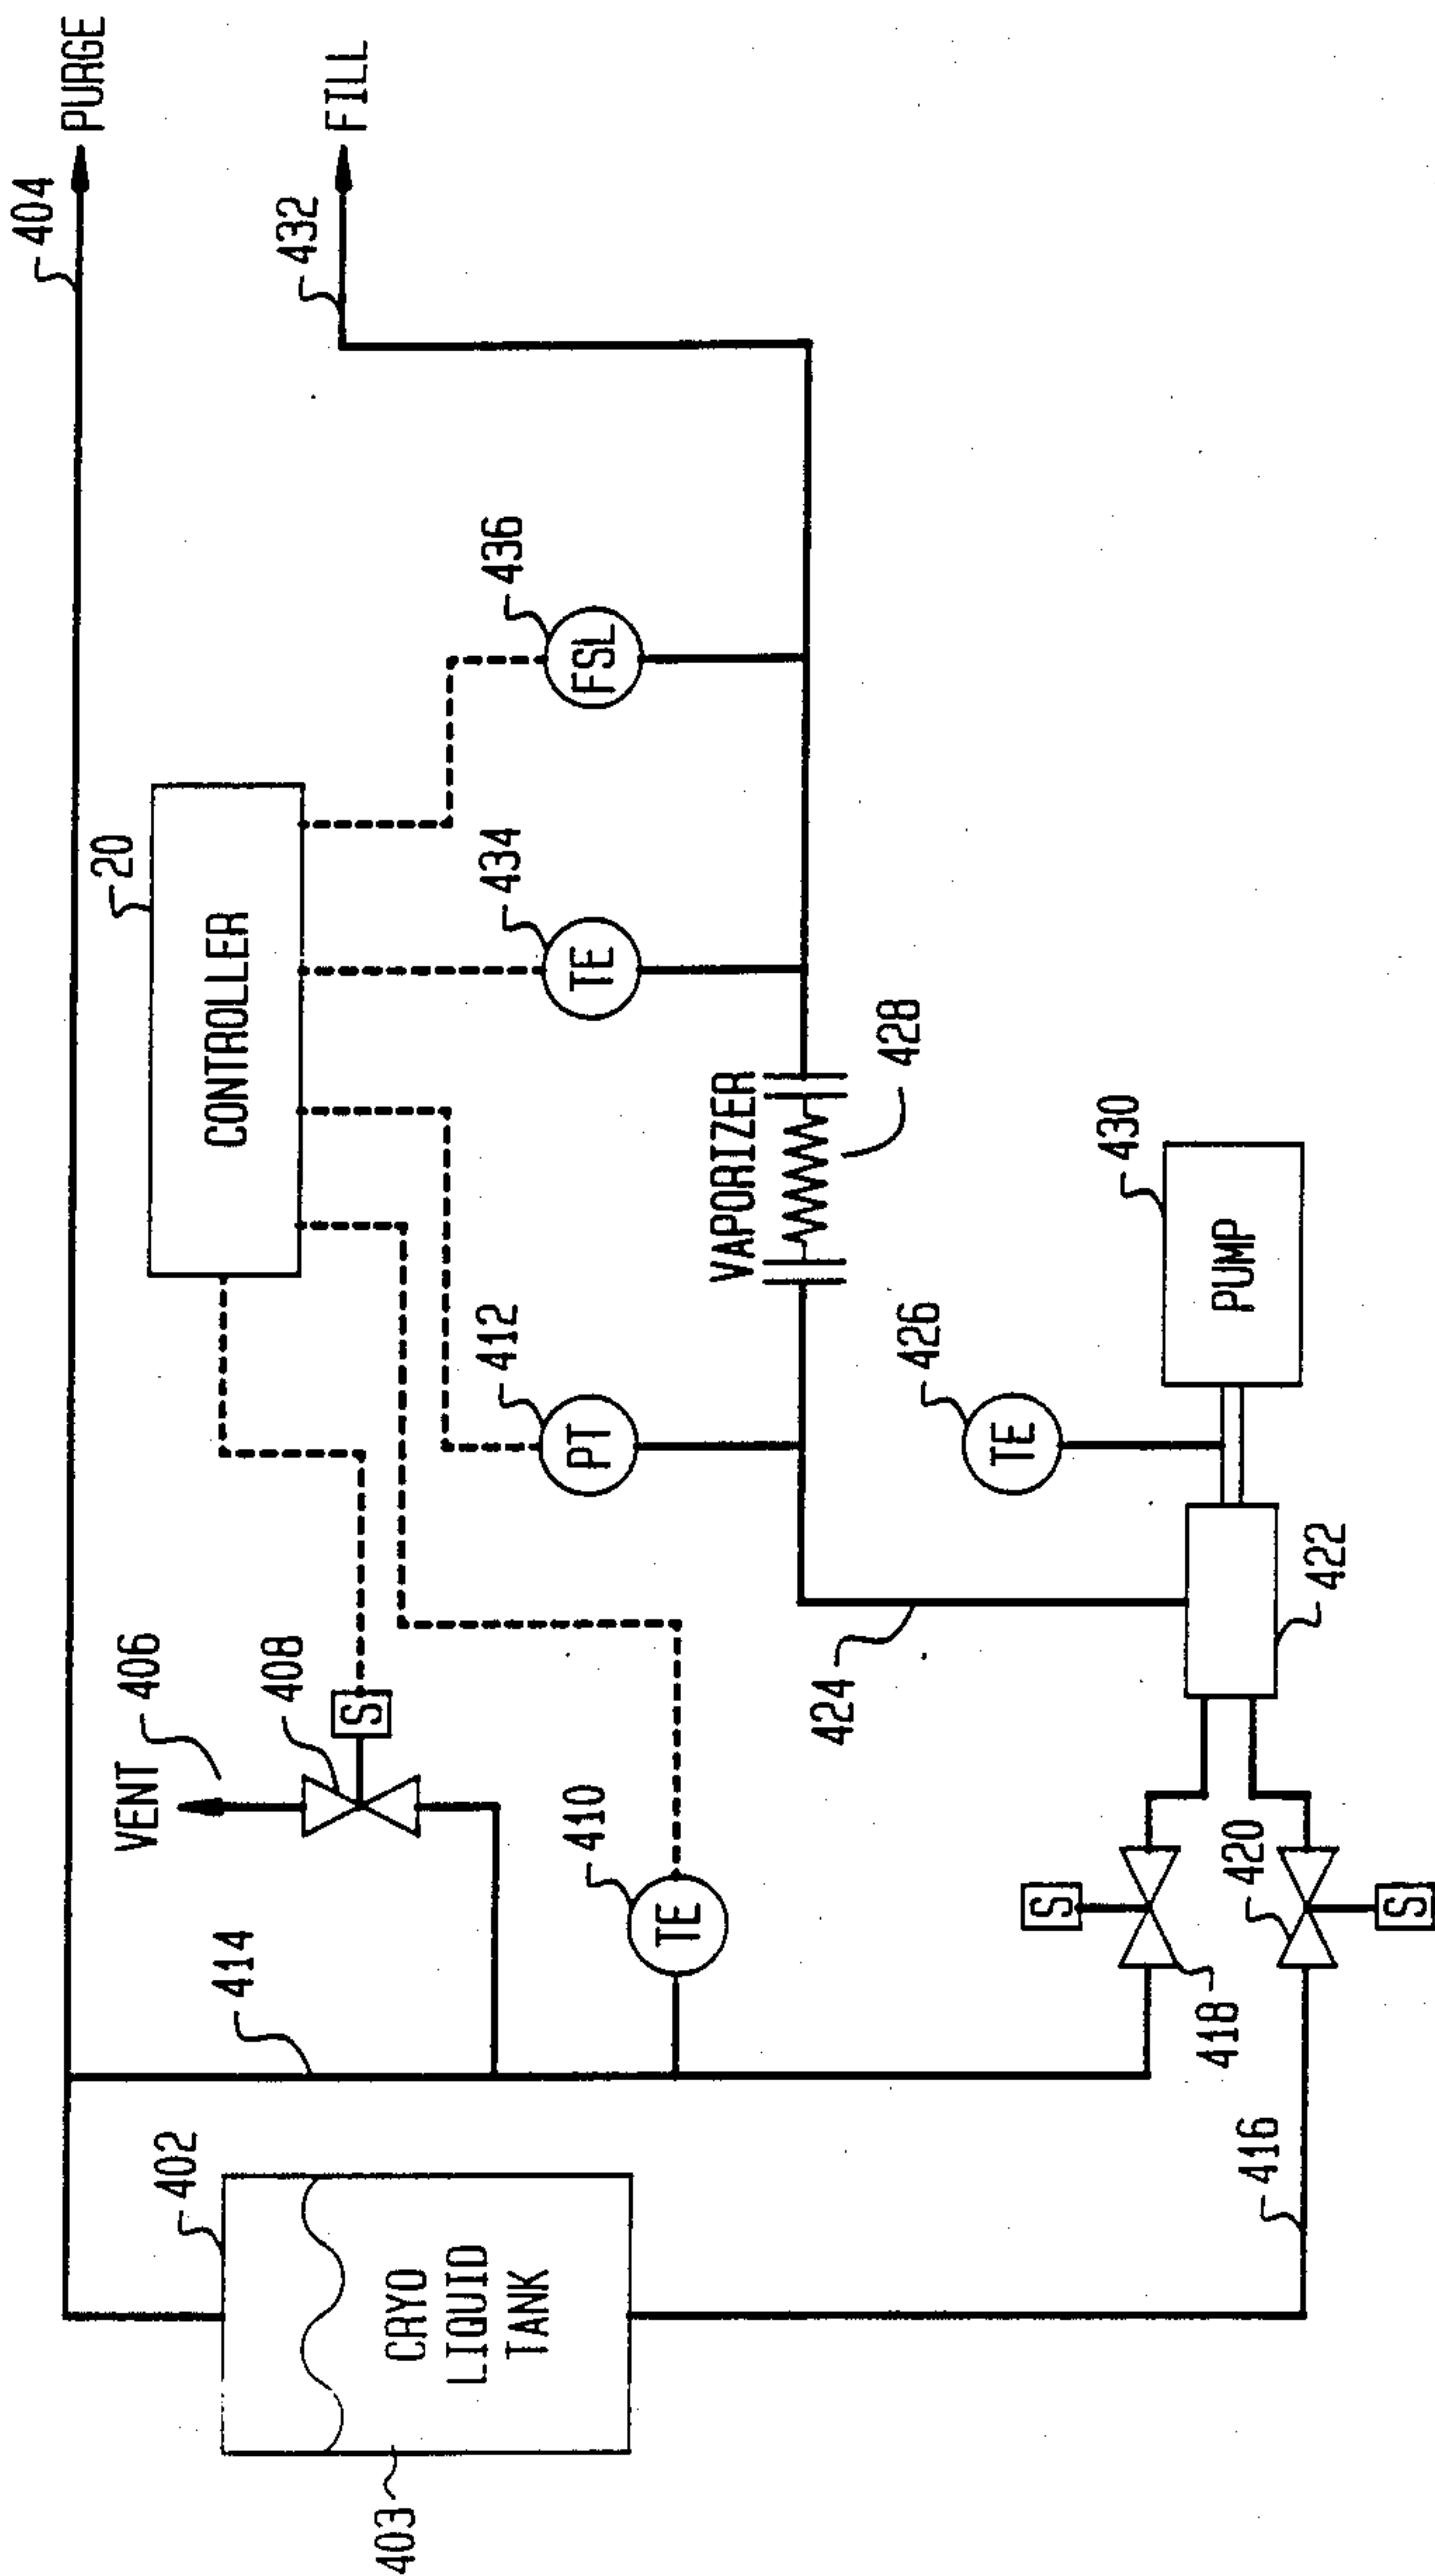 404
PURGE
432
FILL
20
CONTROLLER
436
FSL
434
TE
412
PT
VAPORIZER
428
430
PUMP
426
TE
406
VENT
408
S
410
TE
414
424
422
S
418
420
S
402
CRYO
LIQUID
TANK
403
416